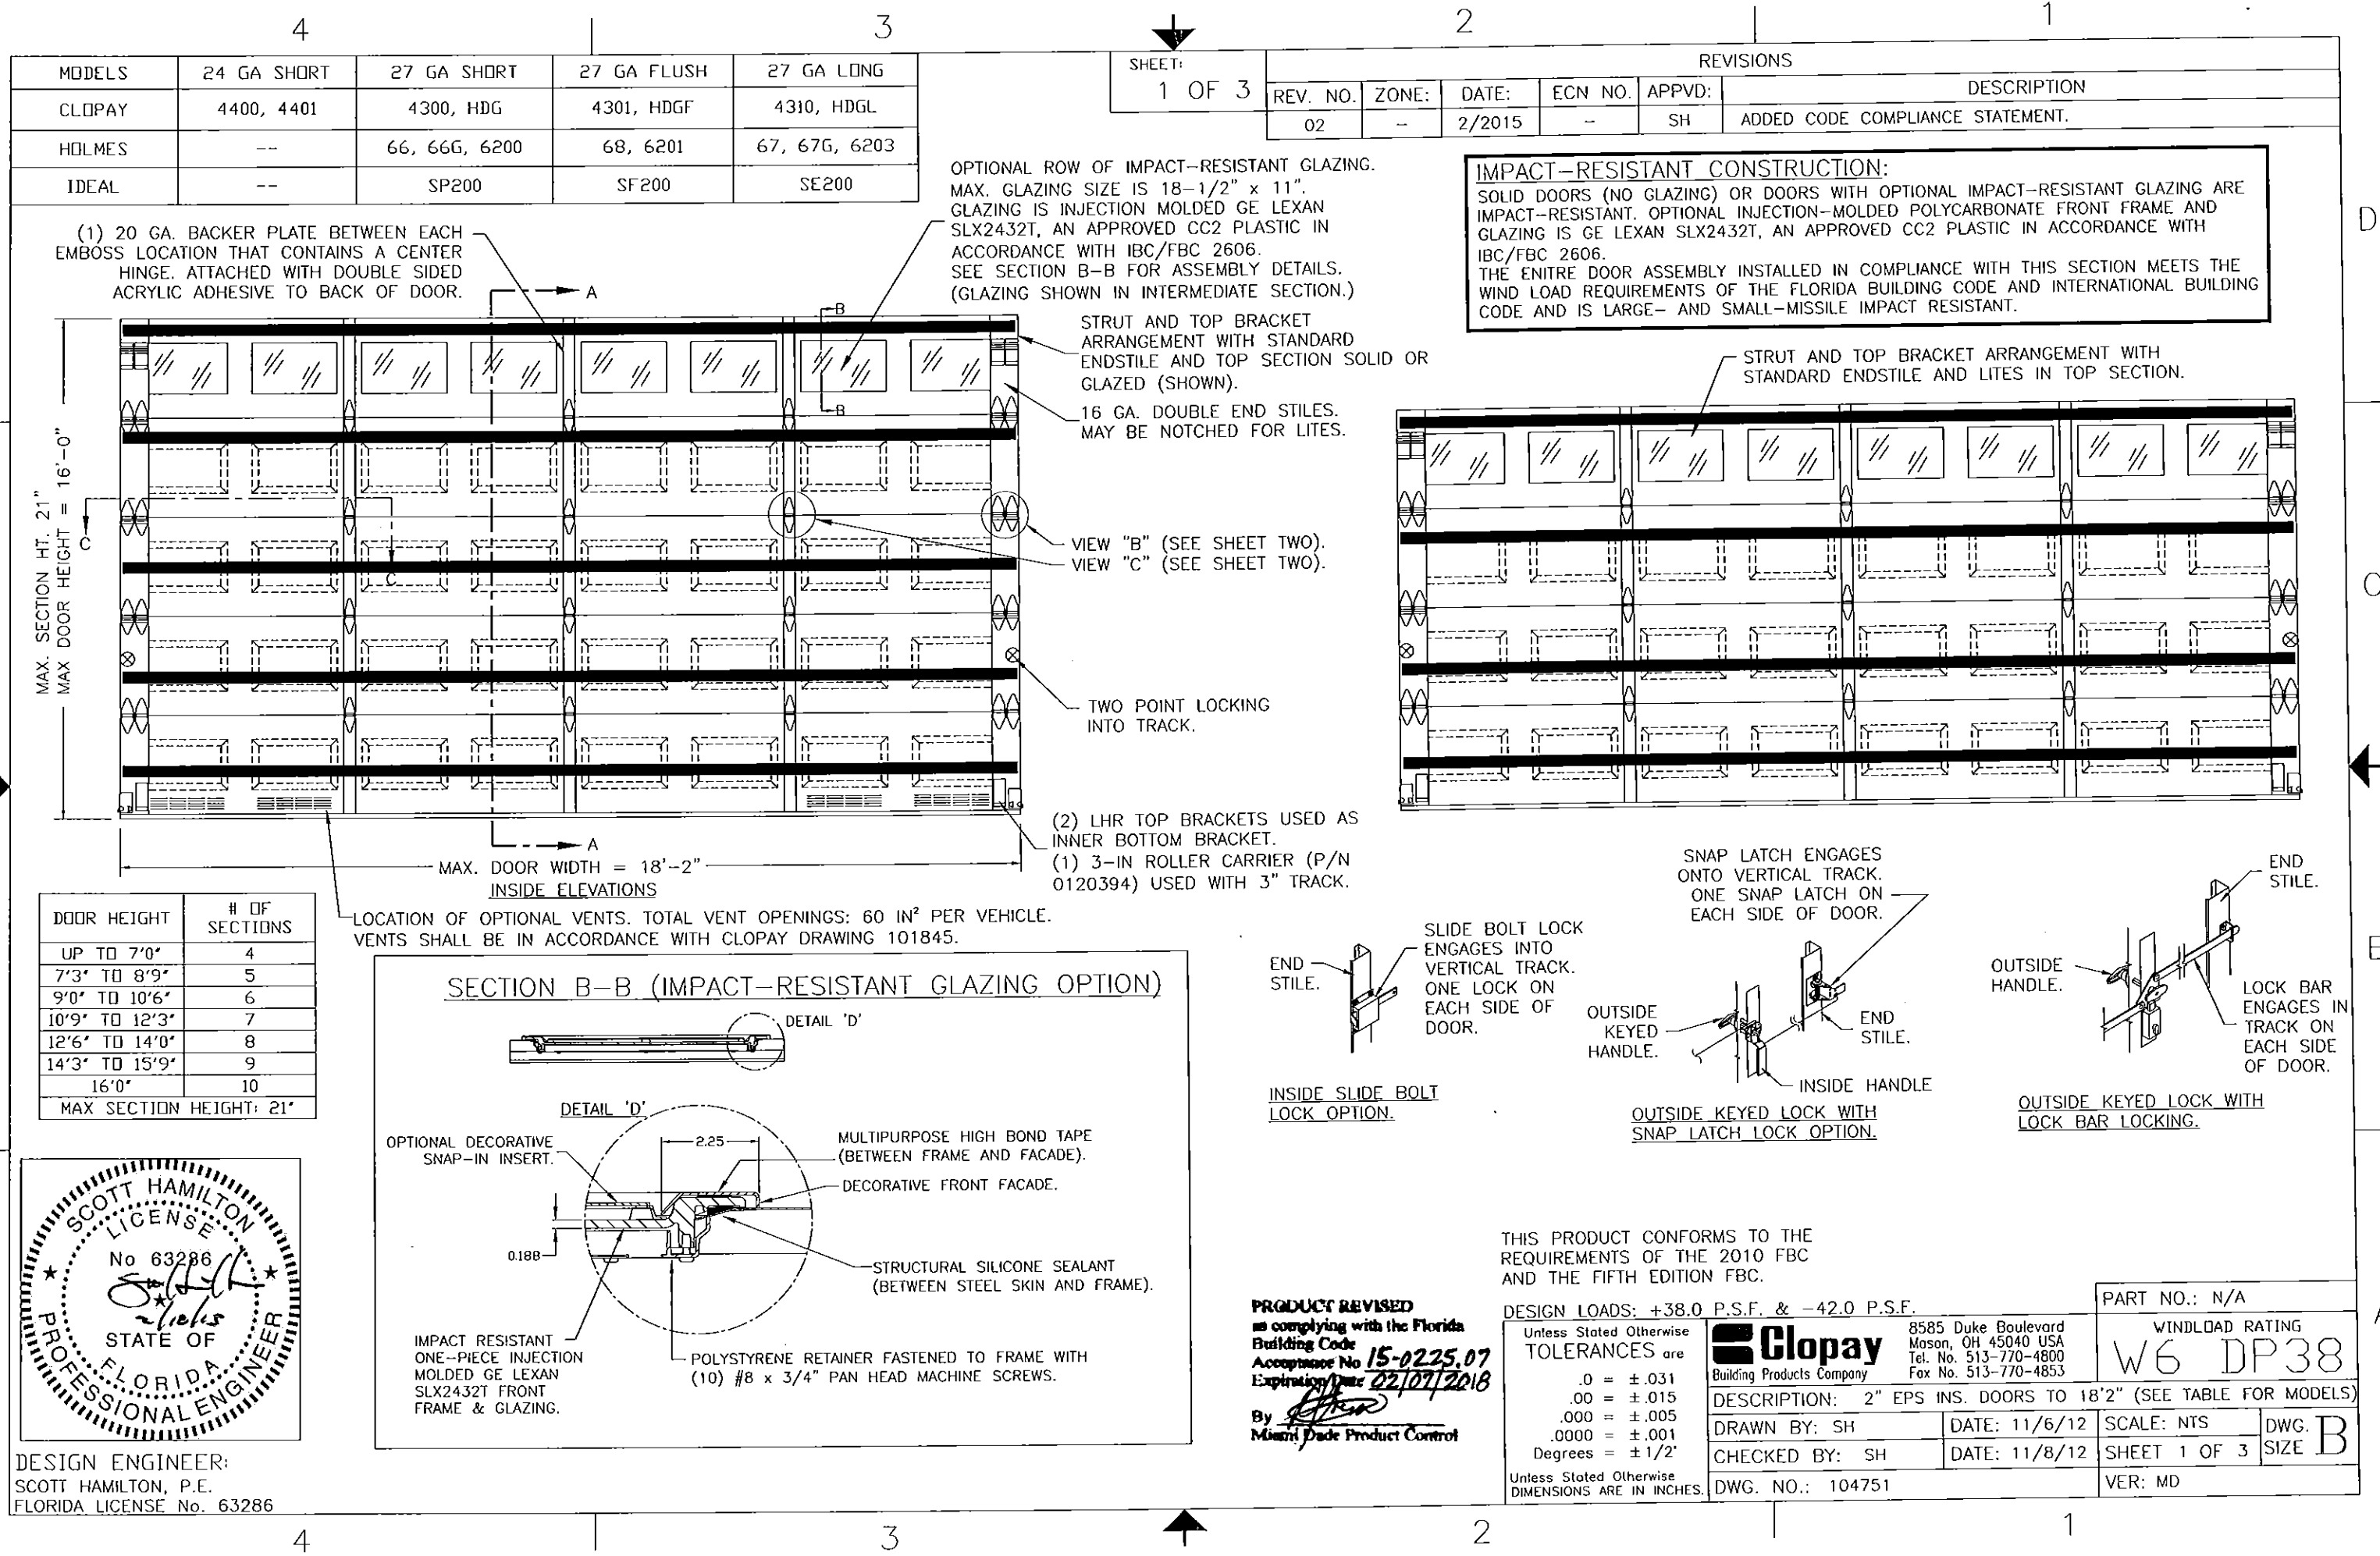 4 3 2 1
MODELS 24 GA SHORT 27 GA SHORT 27 GA FLUSH 27 GA LONG
CLOPAY 4400, 4401 4300, HDG 4301, HDGF 4310, HDGL
HOLMES -- 66, 66G, 6200 68, 6201 67, 67G, 6203
IDEAL -- SP200 SF200 SE200
SHEET:
1 OF 3
REVISIONS
REV. NO. ZONE: DATE: ECN NO. APPVD: DESCRIPTION
02 - 2/2015 - SH ADDED CODE COMPLIANCE STATEMENT.
(1) 20 GA. BACKER PLATE BETWEEN EACH
EMBOSS LOCATION THAT CONTAINS A CENTER
HINGE. ATTACHED WITH DOUBLE SIDED
ACRYLIC ADHESIVE TO BACK OF DOOR.
OPTIONAL ROW OF IMPACT-RESISTANT GLAZING.
MAX. GLAZING SIZE IS 18-1/2" x 11".
GLAZING IS INJECTION MOLDED GE LEXAN
SLX2432T, AN APPROVED CC2 PLASTIC IN
ACCORDANCE WITH IBC/FBC 2606.
SEE SECTION B-B FOR ASSEMBLY DETAILS.
(GLAZING SHOWN IN INTERMEDIATE SECTION.)
IMPACT-RESISTANT CONSTRUCTION:
SOLID DOORS (NO GLAZING) OR DOORS WITH OPTIONAL IMPACT-RESISTANT GLAZING ARE
IMPACT-RESISTANT. OPTIONAL INJECTION-MOLDED POLYCARBONATE FRONT FRAME AND
GLAZING IS GE LEXAN SLX2432T, AN APPROVED CC2 PLASTIC IN ACCORDANCE WITH
IBC/FBC 2606.
THE ENITRE DOOR ASSEMBLY INSTALLED IN COMPLIANCE WITH THIS SECTION MEETS THE
WIND LOAD REQUIREMENTS OF THE FLORIDA BUILDING CODE AND INTERNATIONAL BUILDING
CODE AND IS LARGE- AND SMALL-MISSILE IMPACT RESISTANT.
D
A
B
STRUT AND TOP BRACKET
ARRANGEMENT WITH STANDARD
ENDSTILE AND TOP SECTION SOLID OR
GLAZED (SHOWN).
B
16 GA. DOUBLE END STILES.
MAY BE NOTCHED FOR LITES.
STRUT AND TOP BRACKET ARRANGEMENT WITH
STANDARD ENDSTILE AND LITES IN TOP SECTION.
MAX. SECTION HT. 21"
MAX DOOR HEIGHT = 16'-0"
C
C
VIEW "B" (SEE SHEET TWO).
VIEW "C" (SEE SHEET TWO).
TWO POINT LOCKING
INTO TRACK.
A
(2) LHR TOP BRACKETS USED AS
INNER BOTTOM BRACKET.
(1) 3-IN ROLLER CARRIER (P/N
0120394) USED WITH 3" TRACK.
MAX. DOOR WIDTH = 18'-2"
INSIDE ELEVATIONS
LOCATION OF OPTIONAL VENTS. TOTAL VENT OPENINGS: 60 IN² PER VEHICLE.
VENTS SHALL BE IN ACCORDANCE WITH CLOPAY DRAWING 101845.
DOOR HEIGHT # OF SECTIONS
UP TO 7'0" 4
7'3" TO 8'9" 5
9'0" TO 10'6" 6
10'9" TO 12'3" 7
12'6" TO 14'0" 8
14'3" TO 15'9" 9
16'0" 10
MAX SECTION HEIGHT: 21"
SECTION B-B (IMPACT-RESISTANT GLAZING OPTION)
DETAIL 'D'
DETAIL 'D'
OPTIONAL DECORATIVE
SNAP-IN INSERT.
2.25
MULTIPURPOSE HIGH BOND TAPE
(BETWEEN FRAME AND FACADE).
DECORATIVE FRONT FACADE.
0.188
STRUCTURAL SILICONE SEALANT
(BETWEEN STEEL SKIN AND FRAME).
IMPACT RESISTANT
ONE-PIECE INJECTION
MOLDED GE LEXAN
SLX2432T FRONT
FRAME & GLAZING.
POLYSTYRENE RETAINER FASTENED TO FRAME WITH
(10) #8 x 3/4" PAN HEAD MACHINE SCREWS.
END
STILE.
SLIDE BOLT LOCK
ENGAGES INTO
VERTICAL TRACK.
ONE LOCK ON
EACH SIDE OF
DOOR.
INSIDE SLIDE BOLT
LOCK OPTION.
SNAP LATCH ENGAGES
ONTO VERTICAL TRACK.
ONE SNAP LATCH ON
EACH SIDE OF DOOR.
OUTSIDE
KEYED
HANDLE.
END
STILE.
INSIDE HANDLE
OUTSIDE KEYED LOCK WITH
SNAP LATCH LOCK OPTION.
END
STILE.
OUTSIDE
HANDLE.
LOCK BAR
ENGAGES IN
TRACK ON
EACH SIDE
OF DOOR.
OUTSIDE KEYED LOCK WITH
LOCK BAR LOCKING.
SCOTT HAMILTON
LICENSE
No 63286
2/10/15
STATE OF
FLORIDA
PROFESSIONAL ENGINEER
DESIGN ENGINEER:
SCOTT HAMILTON, P.E.
FLORIDA LICENSE No. 63286
PRODUCT REVISED
as complying with the Florida
Building Code
Acceptance No 15-0225.07
Expiration Date 02/07/2018
By
Miami Dade Product Control
THIS PRODUCT CONFORMS TO THE
REQUIREMENTS OF THE 2010 FBC
AND THE FIFTH EDITION FBC.
DESIGN LOADS: +38.0 P.S.F. & -42.0 P.S.F.
Unless Stated Otherwise
TOLERANCES are
.0 = ±.031
.00 = ±.015
.000 = ±.005
.0000 = ±.001
Degrees = ±1/2°
Unless Stated Otherwise
DIMENSIONS ARE IN INCHES.
Clopay
Building Products Company
8585 Duke Boulevard
Mason, OH 45040 USA
Tel. No. 513-770-4800
Fax No. 513-770-4853
PART NO.: N/A
WINDLOAD RATING
W6 DP38
DESCRIPTION: 2" EPS INS. DOORS TO 18'2" (SEE TABLE FOR MODELS)
DRAWN BY: SH DATE: 11/6/12 SCALE: NTS DWG. SIZE B
CHECKED BY: SH DATE: 11/8/12 SHEET 1 OF 3
DWG. NO.: 104751 VER: MD
4 3 2 1